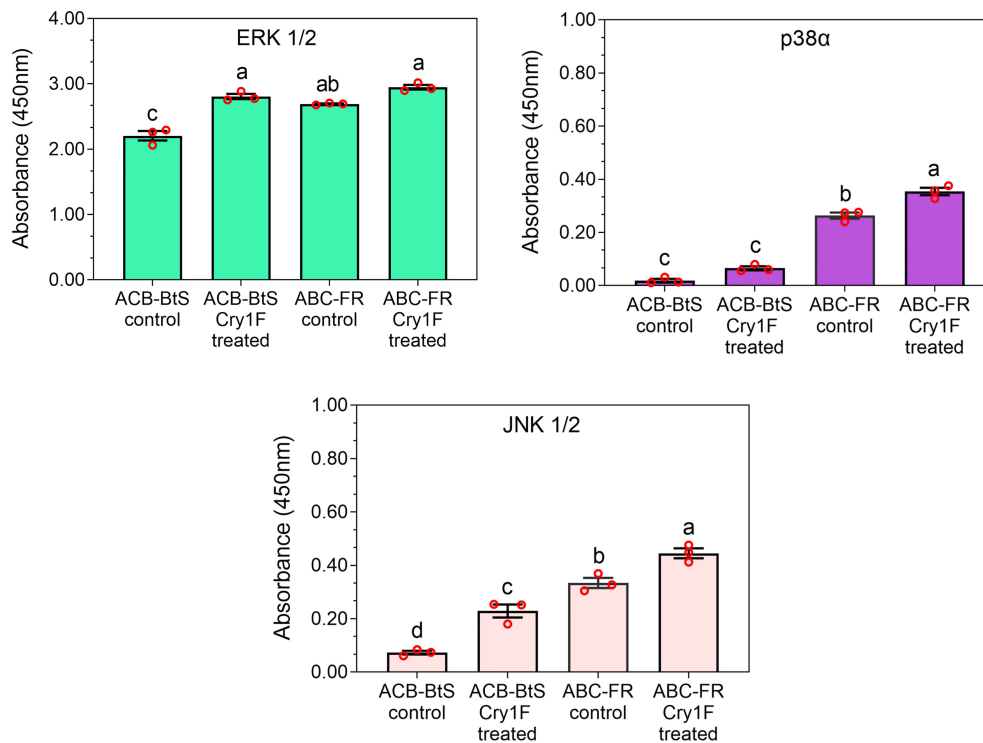 ERK 1/2
Absorbance (450nm)
4.00
3.00
2.00
1.00
0.00
c
a
ab
a
ACB-BtS
control
ACB-BtS
Cry1F
treated
ABC-FR
control
ABC-FR
Cry1F
treated
p38α
Absorbance (450nm)
0.450
1.00
0.80
0.60
0.40
0.20
0.00
c
c
b
a
ACB-BtS
control
ACB-BtS
Cry1F
treated
ABC-FR
control
ABC-FR
Cry1F
treated
JNK 1/2
Absorbance (450nm)
1.00
0.80
0.60
0.40
0.20
0.00
d
c
b
a
ACB-BtS
control
ACB-BtS
Cry1F
treated
ABC-FR
control
ABC-FR
Cry1F
treated